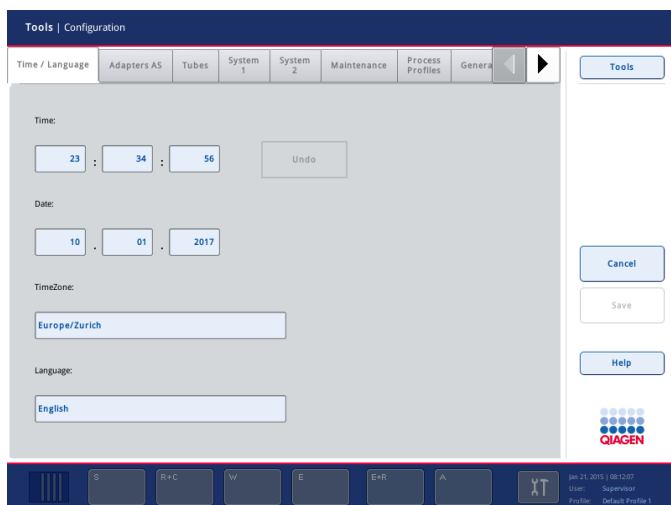 Tools | Configuration
Time / Language
Adapters AS
Tubes
System
1
System
2
Maintenance
Process
Profiles
Genera
Tools
Time:
23 : 34 : 56
Undo
Date:
10 . 01 . 2017
Cancel
TimeZone:
Save
Europe/Zurich
Help
Language:
English
QIAGEN
S
R+C
W
E
E+R
A
Jan 21, 2015 | 08:12:07
User: Supervisor
Profile: Default Profile 1